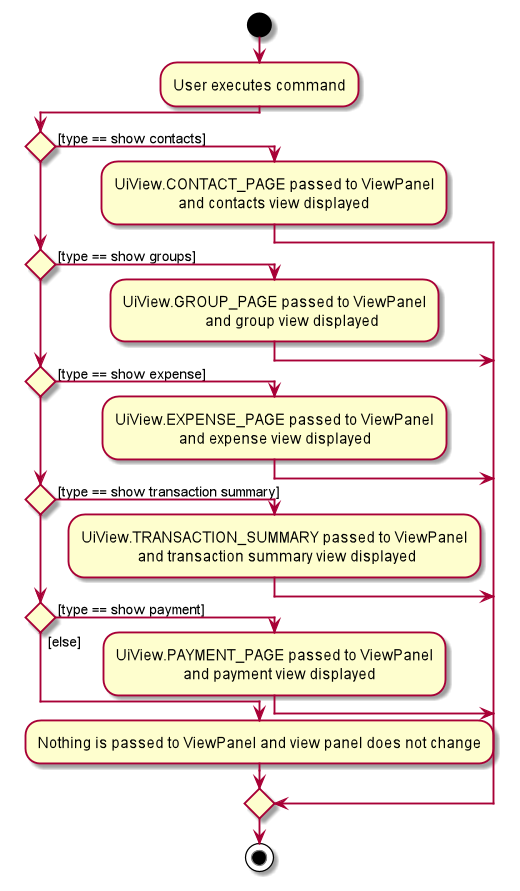 User executes command
[type == show contacts]
UiView.CONTACT_PAGE passed to ViewPanel
and contacts view displayed
[type == show groups]
UiView.GROUP_PAGE passed to ViewPanel
and group view displayed
[type == show expense]
UiView.EXPENSE_PAGE passed to ViewPanel
and expense view displayed
[type == show transaction summary]
UiView.TRANSACTION_SUMMARY passed to ViewPanel
and transaction summary view displayed
[type == show payment]
[else]
UiView.PAYMENT_PAGE passed to ViewPanel
and payment view displayed
Nothing is passed to ViewPanel and view panel does not change